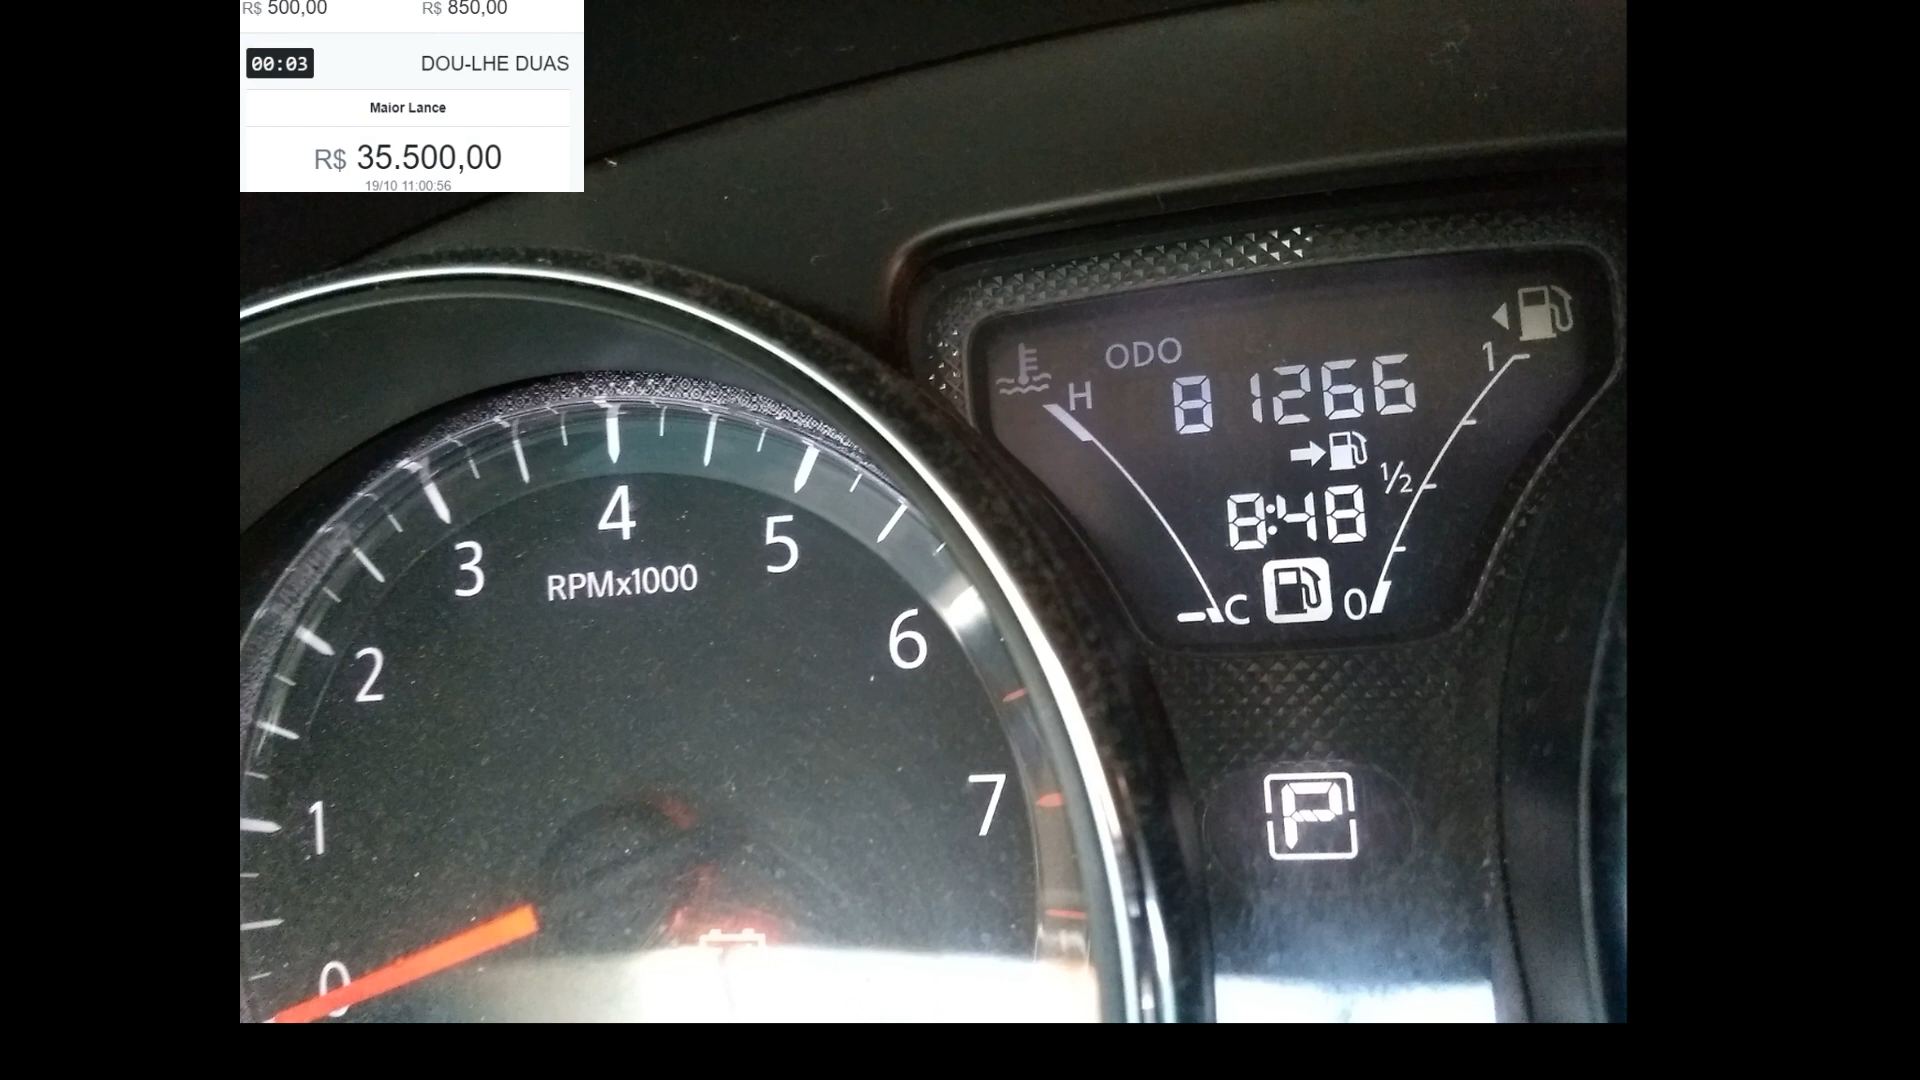 R$ 500,00 R$ 850,00
00:03 DOU-LHE DUAS
Maior Lance
R$ 35.500,00
19/10 11:00:56
ODO
81266
H
1
1/2
8:48
C 0
4
3 5
RPMx1000
2 6
1 7
P
0